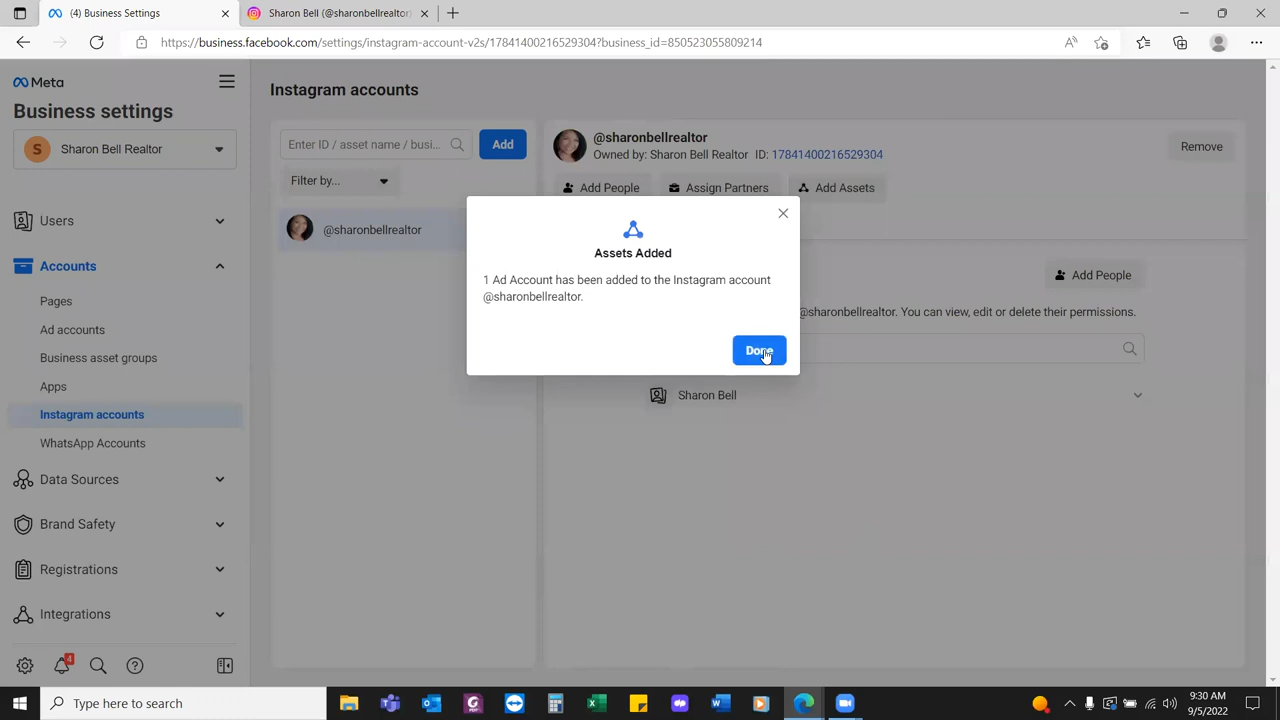 (4) Business Settings
Sharon Bell (@sharonbellrealtor)
https://business.facebook.com/settings/instagram-account-v2s/17841400216529304?business_id=850523055809214
Meta
Business settings
S Sharon Bell Realtor
Users
Accounts
Pages
Ad accounts
Business asset groups
Apps
Instagram accounts
WhatsApp Accounts
Data Sources
Brand Safety
Registrations
Integrations
4
Instagram accounts
Enter ID / asset name / busi...
Add
Filter by...
@sharonbellrealtor
@sharonbellrealtor
Owned by: Sharon Bell Realtor ID: 17841400216529304
Remove
Add People
Assign Partners
Add Assets
Add People
@sharonbellrealtor. You can view, edit or delete their permissions.
Sharon Bell
Assets Added
1 Ad Account has been added to the Instagram account
@sharonbellrealtor.
Done
Type here to search
9:30 AM
9/5/2022